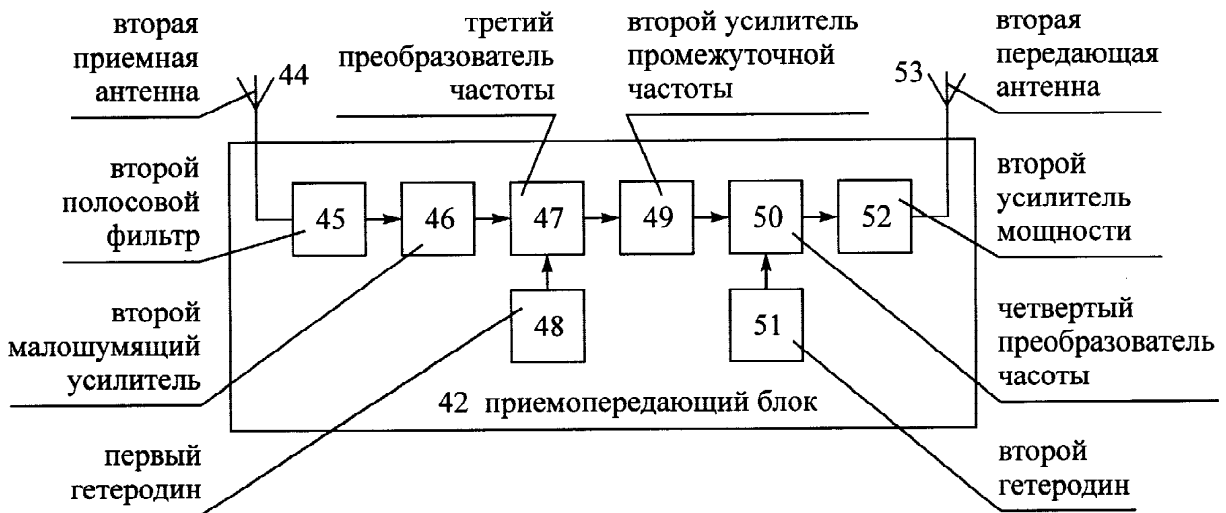 вторая
приемная
антенна
44
третий
преобразователь
частоты
второй усилитель
промежуточной
частоты
53
вторая
передающая
антенна
второй
полосовой
фильтр
45
46
47
49
50
52
второй
усилитель
мощности
второй
малошумящий
усилитель
48
51
четвертый
преобразователь
часоты
42 приемопередающий блок
первый
гетеродин
второй
гетеродин